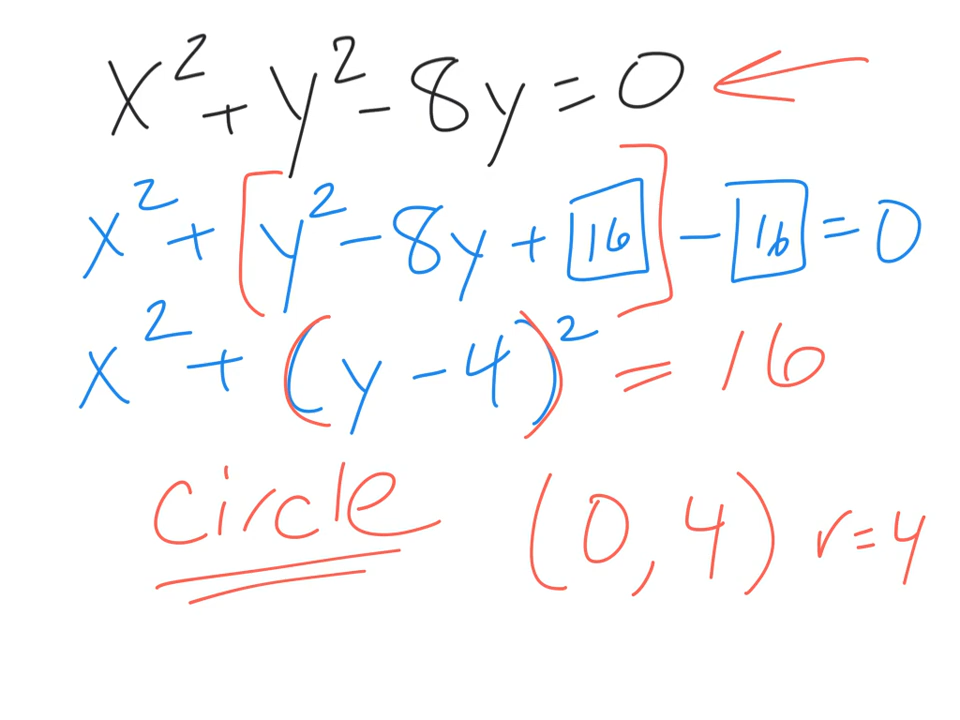 x² + y² - 8y = 0
x² + [y² - 8y + 16] - 16 = 0
x² + (y - 4)² = 16
circle (0, 4) r = 4